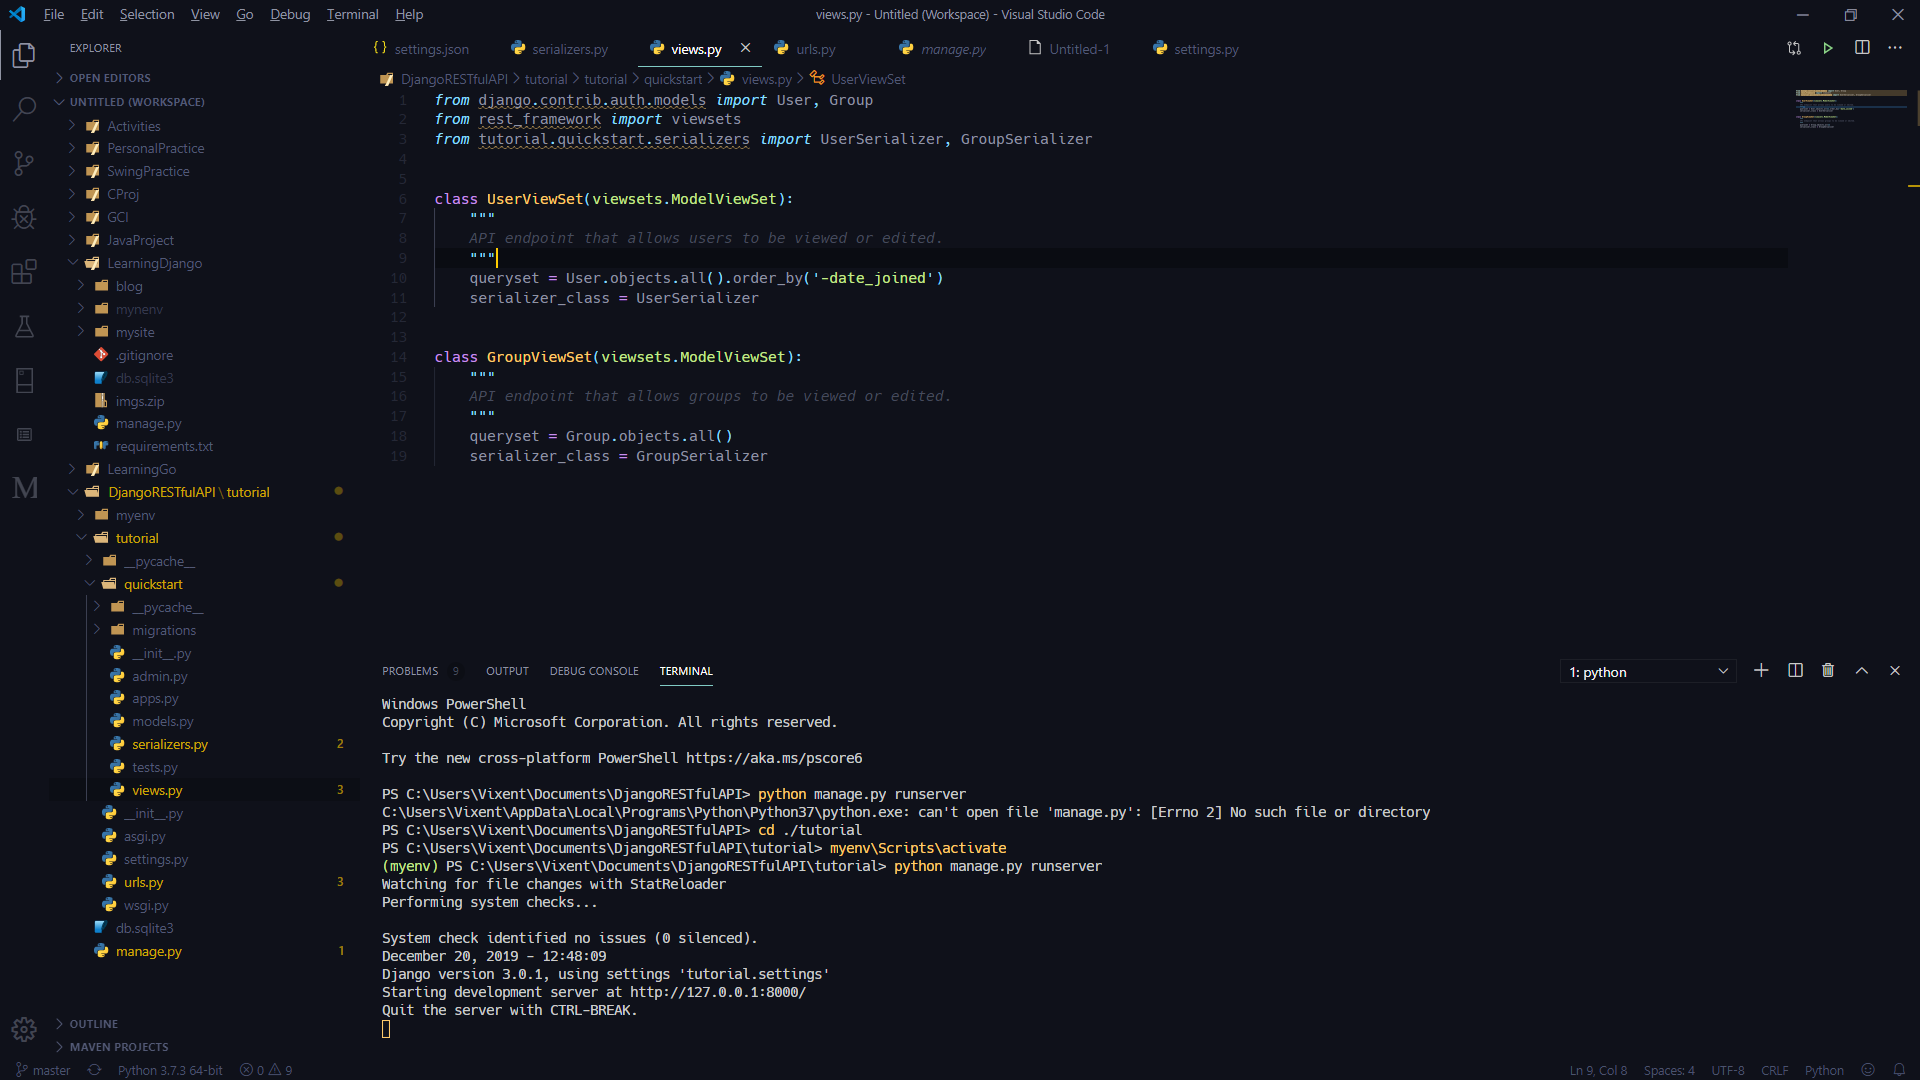 File Edit Selection View Go Debug Terminal Help
views.py - Untitled (Workspace) - Visual Studio Code
EXPLORER
OPEN EDITORS
UNTITLED (WORKSPACE)
Activities
PersonalPractice
SwingPractice
CProj
GCI
JavaProject
LearningDjango
blog
mynenv
mysite
.gitignore
db.sqlite3
imgs.zip
manage.py
requirements.txt
LearningGo
DjangoRESTfulAPI \ tutorial
myenv
tutorial
__pycache__
quickstart
__pycache__
migrations
__init__.py
admin.py
apps.py
models.py
serializers.py 2
tests.py
views.py 3
__init__.py
asgi.py
settings.py
urls.py 3
wsgi.py
db.sqlite3
manage.py 1
OUTLINE
MAVEN PROJECTS
settings.json serializers.py views.py urls.py manage.py Untitled-1 settings.py
DjangoRESTfulAPI > tutorial > tutorial > quickstart > views.py > UserViewSet
1 from django.contrib.auth.models import User, Group
2 from rest_framework import viewsets
3 from tutorial.quickstart.serializers import UserSerializer, GroupSerializer
4
5
6 class UserViewSet(viewsets.ModelViewSet):
7 """
8 API endpoint that allows users to be viewed or edited.
9 """
10 queryset = User.objects.all().order_by('-date_joined')
11 serializer_class = UserSerializer
12
13
14 class GroupViewSet(viewsets.ModelViewSet):
15 """
16 API endpoint that allows groups to be viewed or edited.
17 """
18 queryset = Group.objects.all()
19 serializer_class = GroupSerializer
PROBLEMS 9 OUTPUT DEBUG CONSOLE TERMINAL
1: python
Windows PowerShell
Copyright (C) Microsoft Corporation. All rights reserved.
Try the new cross-platform PowerShell https://aka.ms/pscore6
PS C:\Users\Vixent\Documents\DjangoRESTfulAPI> python manage.py runserver
C:\Users\Vixent\AppData\Local\Programs\Python\Python37\python.exe: can't open file 'manage.py': [Errno 2] No such file or directory
PS C:\Users\Vixent\Documents\DjangoRESTfulAPI> cd ./tutorial
PS C:\Users\Vixent\Documents\DjangoRESTfulAPI\tutorial> myenv\Scripts\activate
(myenv) PS C:\Users\Vixent\Documents\DjangoRESTfulAPI\tutorial> python manage.py runserver
Watching for file changes with StatReloader
Performing system checks...
System check identified no issues (0 silenced).
December 20, 2019 - 12:48:09
Django version 3.0.1, using settings 'tutorial.settings'
Starting development server at http://127.0.0.1:8000/
Quit the server with CTRL-BREAK.
master Python 3.7.3 64-bit 0 9
Ln 9, Col 8 Spaces: 4 UTF-8 CRLF Python